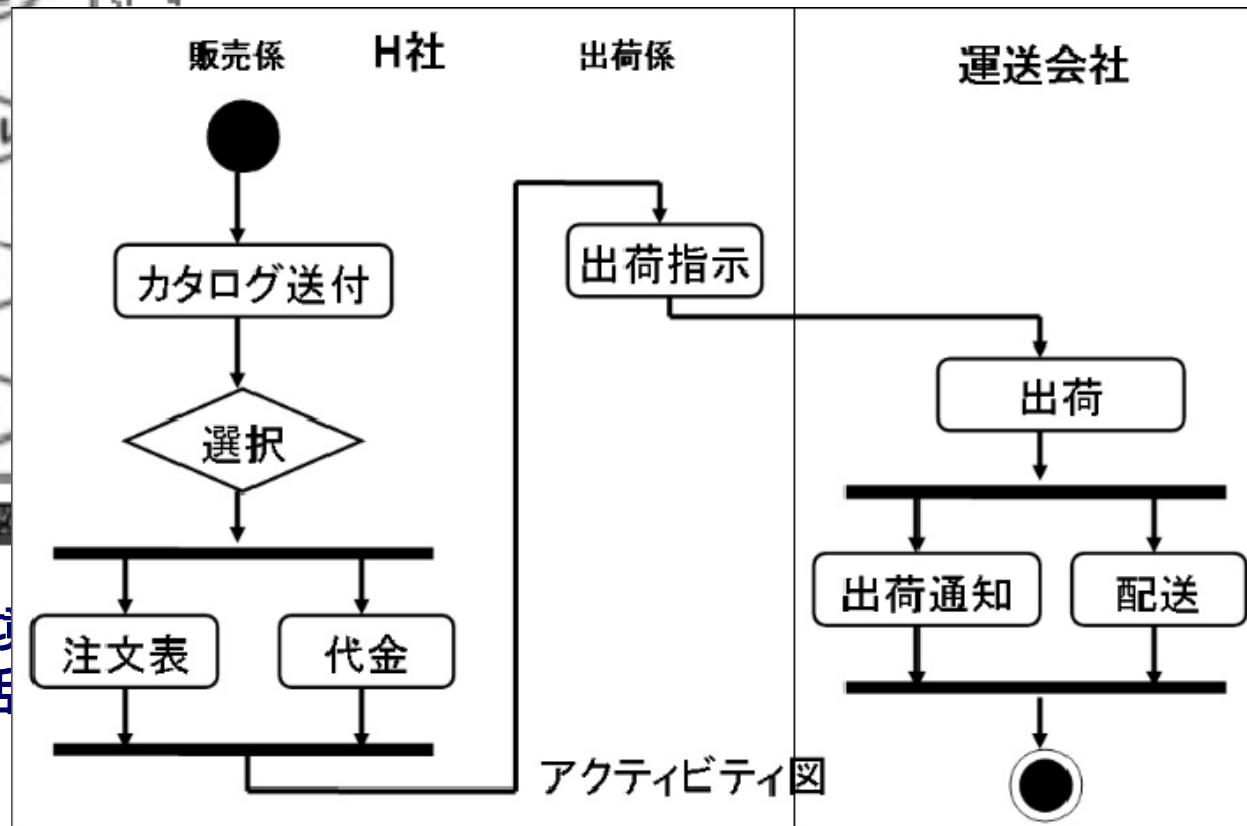 販売係
H社
出荷係
運送会社
カタログ送付
選択
注文表
代金
出荷指示
出荷
出荷通知
配送
アクティビティ図